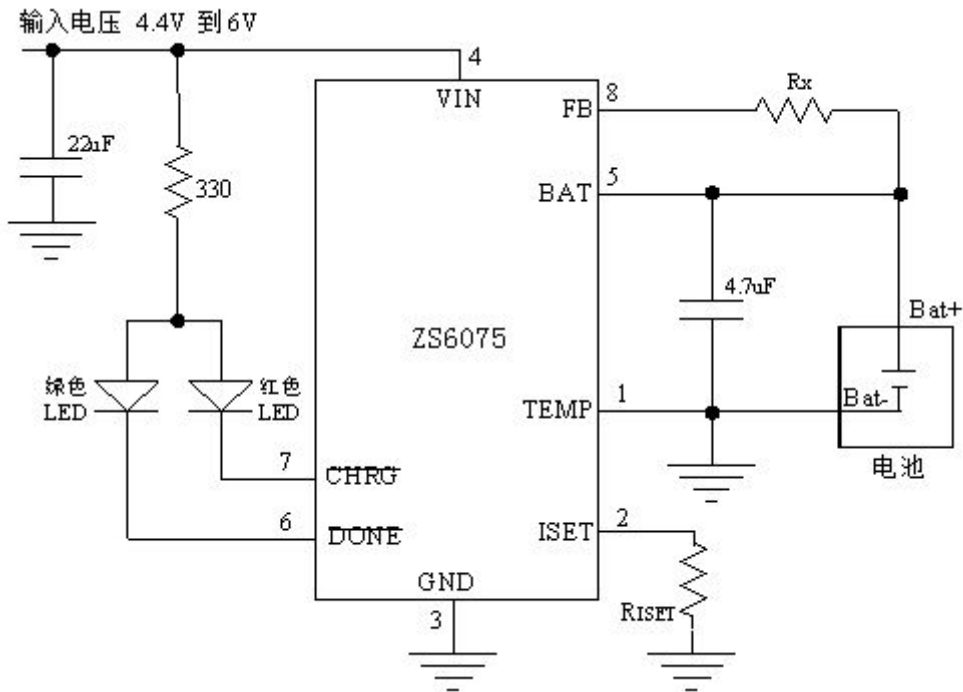 输入电压 4.4V 到6V
4
VIN
8
FB
Rx
22uF
330
5
BAT
4.7uF
ZS6075
Bat+
Bat-
电池
绿色
LED
红色
LED
1
TEMP
7
CHRG
6
DONE
2
ISET
GND
3
RISET